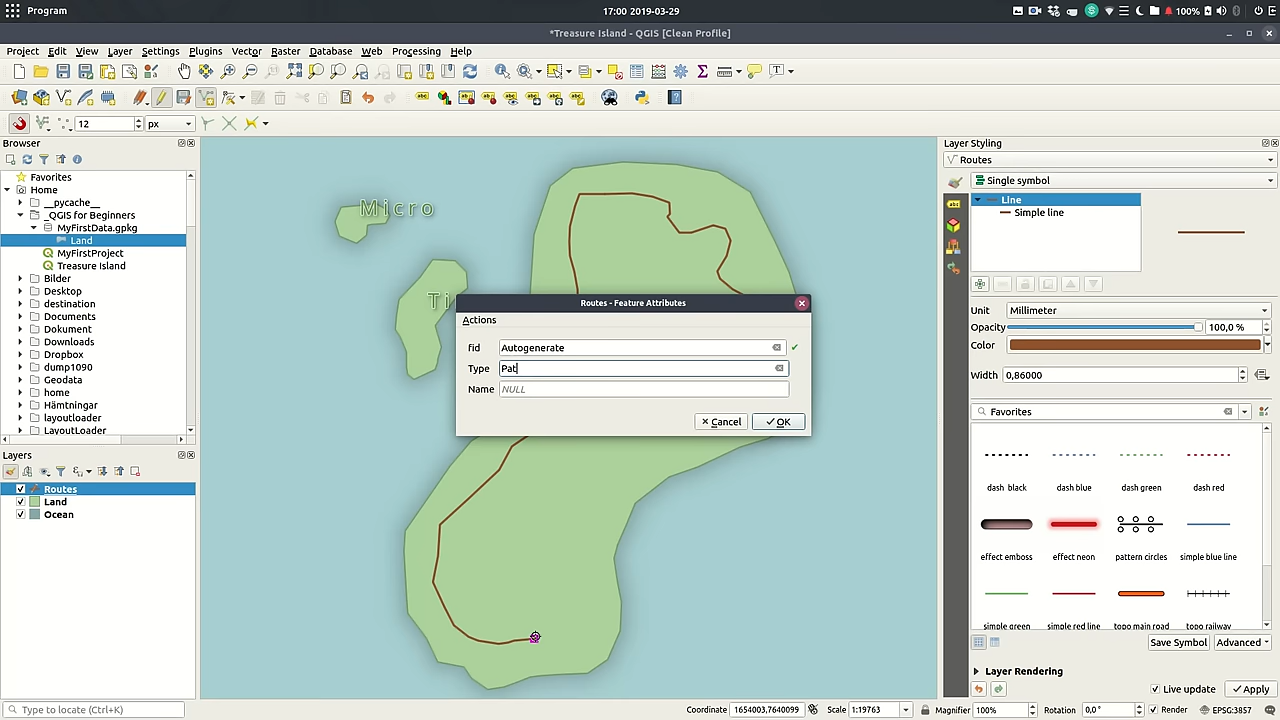 Program
17:00 2019-03-29
100%
*Treasure Island - QGIS [Clean Profile]
Project Edit View Layer Settings Plugins Vector Raster Database Web Processing Help
12 px
Browser
Favorites
Home
__pycache__
_QGIS for Beginners
MyFirstData.gpkg
Land
MyFirstProject
Treasure Island
Bilder
Desktop
destination
Documents
Dokument
Downloads
Dropbox
dump1090
Geodata
home
Hämtningar
layoutloader
LayoutLoader
Layers
Routes
Land
Ocean
Micro
Ti
Routes - Feature Attributes
Actions
fid Autogenerate
Type Pat
Name NULL
Cancel OK
Layer Styling
Routes
Single symbol
Line
Simple line
Unit Millimeter
Opacity 100,0 %
Color
Width 0,86000
Favorites
dash black dash blue dash green dash red
effect emboss effect neon pattern circles simple blue line
simple green simple red line topo main road topo railway
Save Symbol Advanced
Layer Rendering
Live update Apply
Type to locate (Ctrl+K) Coordinate 1654003,7640099 Scale 1:19763 Magnifier 100% Rotation 0,0 ° Render EPSG:3857